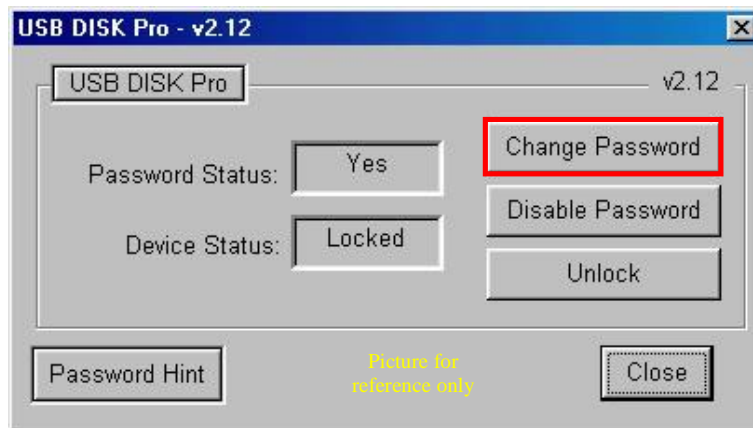 USB DISK Pro - v2.12
USB DISK Pro
v2.12
Password Status:
Yes
Change Password
Disable Password
Device Status:
Locked
Unlock
Password Hint
Picture for
reference only
Close